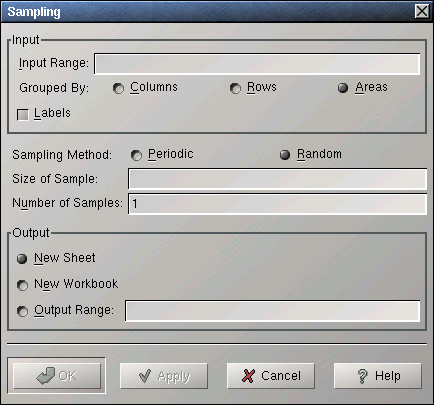 Sampling
Input
Input Range:
Grouped By: Columns Rows Areas
Labels
Sampling Method: Periodic Random
Size of Sample:
Number of Samples: 1
Output
New Sheet
New Workbook
Output Range:
OK Apply Cancel Help